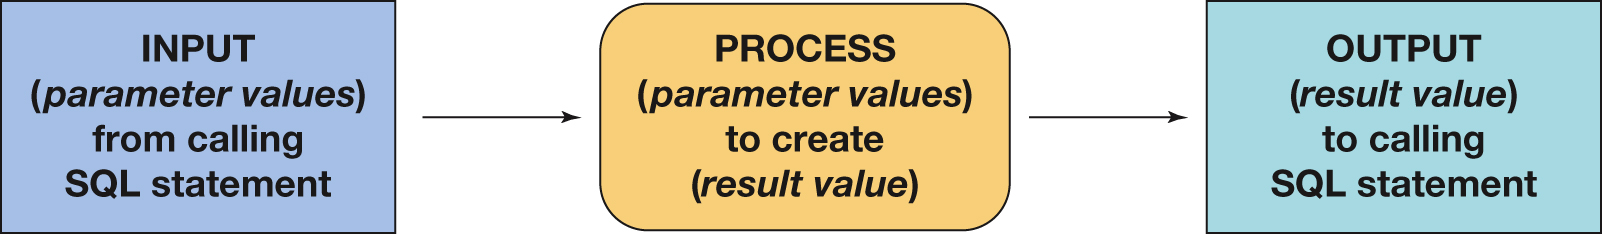 INPUT
(parameter values)
from calling
SQL statement
PROCESS
(parameter values)
to create
(result value)
OUTPUT
(result value)
to calling
SQL statement